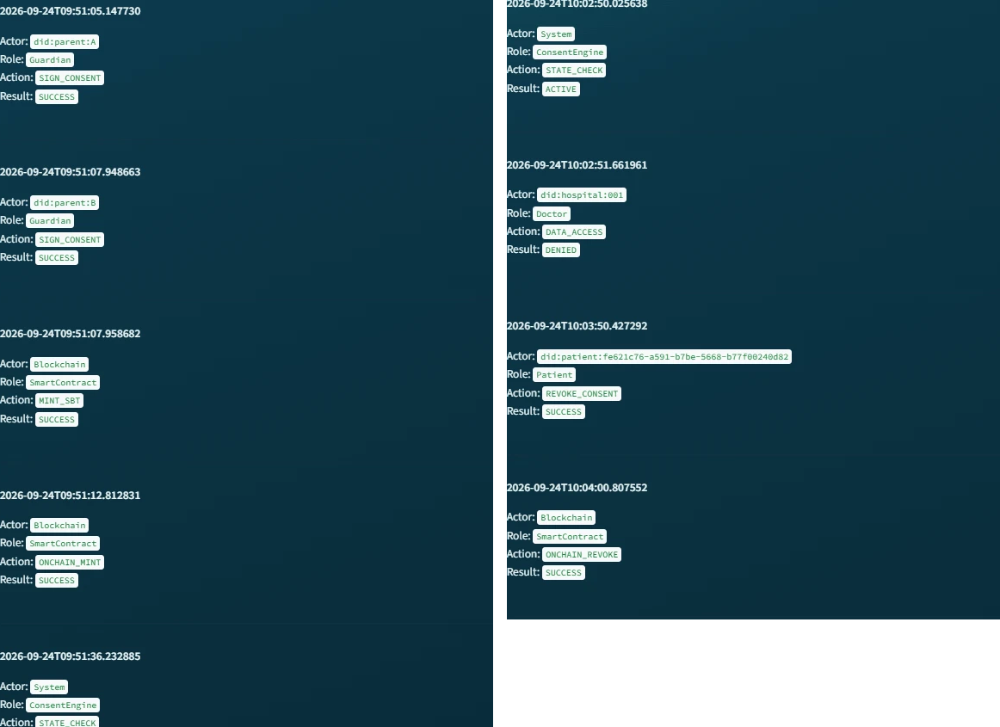 2026-09-24T09:51:05.147730
Actor: did:parent:A
Role: Guardian
Action: SIGN_CONSENT
Result: SUCCESS
2026-09-24T09:51:07.948663
Actor: did:parent:B
Role: Guardian
Action: SIGN_CONSENT
Result: SUCCESS
2026-09-24T09:51:07.958682
Actor: Blockchain
Role: SmartContract
Action: MINT_SBT
Result: SUCCESS
2026-09-24T09:51:12.812831
Actor: Blockchain
Role: SmartContract
Action: ONCHAIN_MINT
Result: SUCCESS
2026-09-24T09:51:36.232885
Actor: System
Role: ConsentEngine
Action: STATE_CHECK
2026-09-24T10:02:50.025638
Actor: System
Role: ConsentEngine
Action: STATE_CHECK
Result: ACTIVE
2026-09-24T10:02:51.661961
Actor: did:hospital:001
Role: Doctor
Action: DATA_ACCESS
Result: DENIED
2026-09-24T10:03:50.427292
Actor: did:patient:fe621c76-a591-b7be-5668-b77f00240d82
Role: Patient
Action: REVOKE_CONSENT
Result: SUCCESS
2026-09-24T10:04:00.807552
Actor: Blockchain
Role: SmartContract
Action: ONCHAIN_REVOKE
Result: SUCCESS